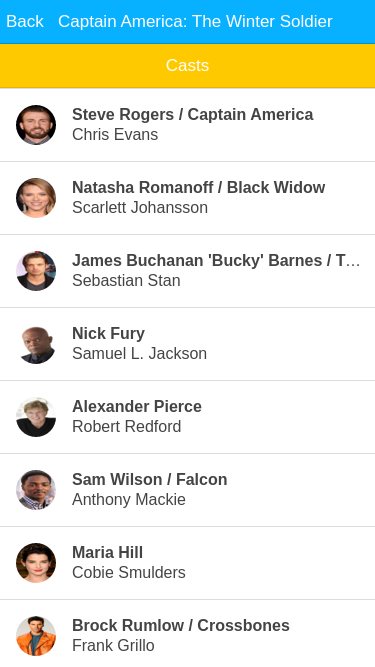 Back Captain America: The Winter Soldier
Casts
Steve Rogers / Captain America
Chris Evans
Natasha Romanoff / Black Widow
Scarlett Johansson
James Buchanan 'Bucky' Barnes / T...
Sebastian Stan
Nick Fury
Samuel L. Jackson
Alexander Pierce
Robert Redford
Sam Wilson / Falcon
Anthony Mackie
Maria Hill
Cobie Smulders
Brock Rumlow / Crossbones
Frank Grillo